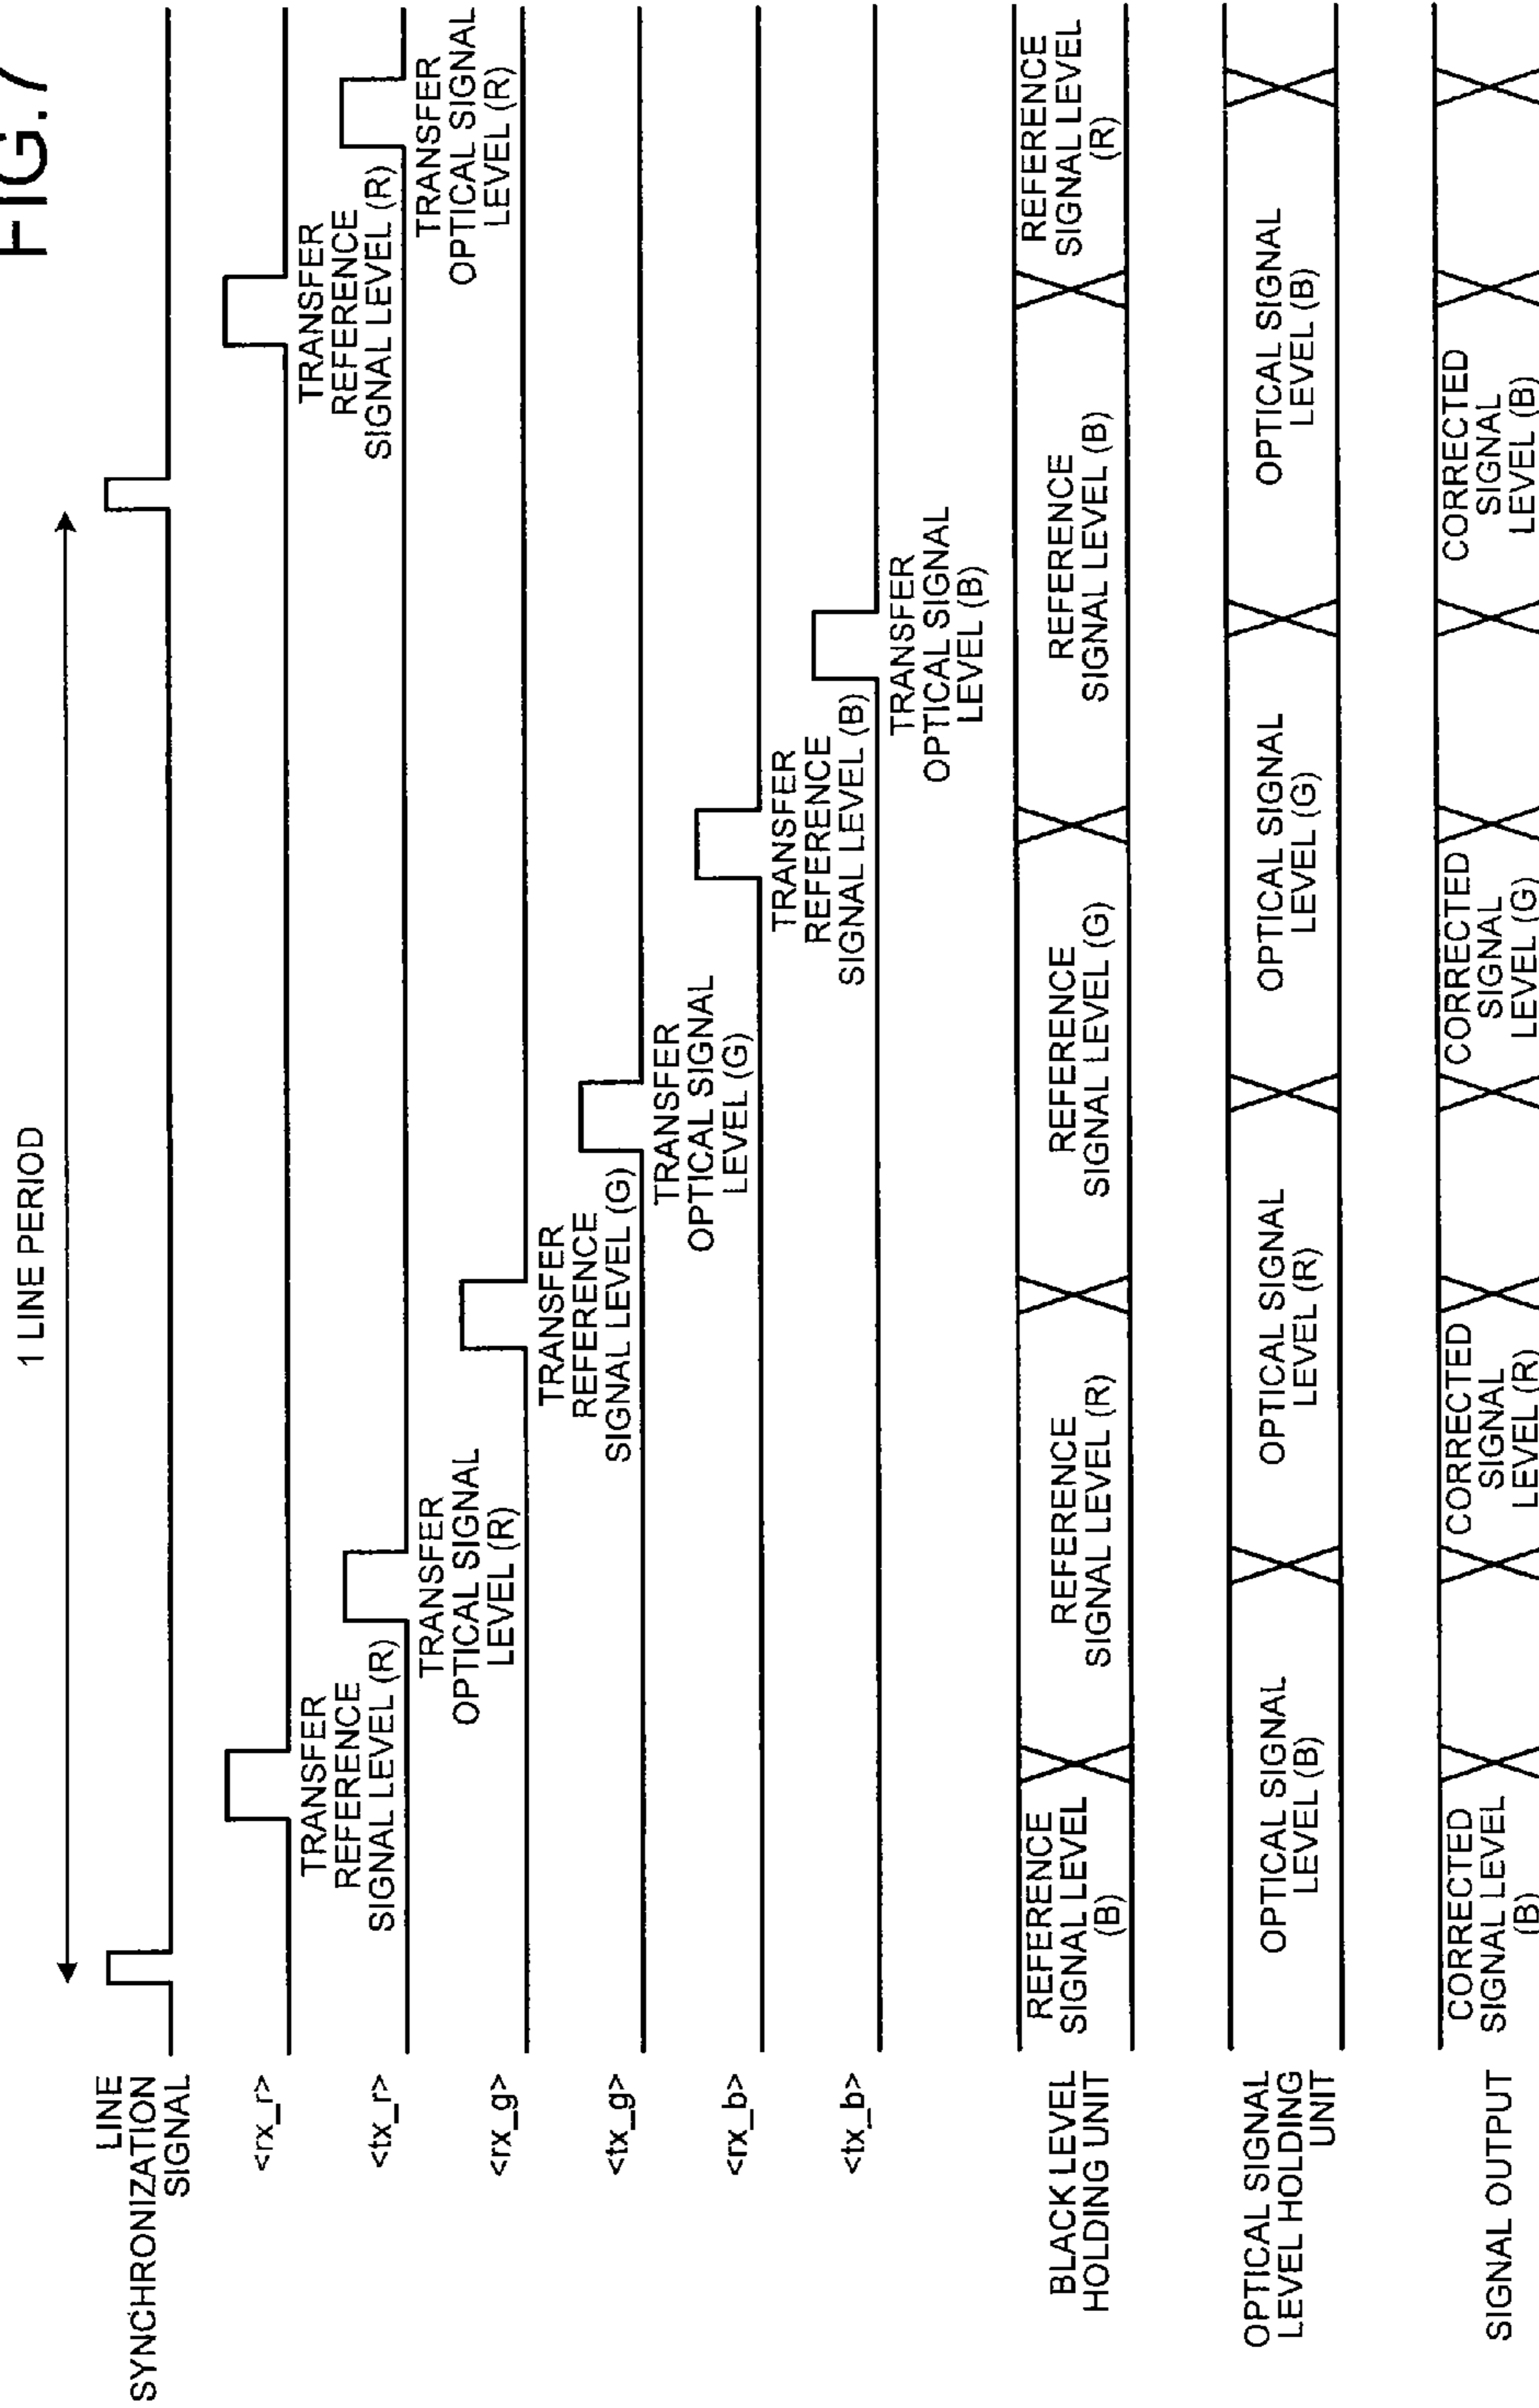 FIG.7
1 LINE PERIOD
LINE
SYNCHRONIZATION
SIGNAL
<rx_r>
TRANSFER
REFERENCE
SIGNAL LEVEL (R)
TRANSFER
REFERENCE
SIGNAL LEVEL (R)
<tx_r>
TRANSFER
OPTICAL SIGNAL
LEVEL (R)
TRANSFER
OPTICAL SIGNAL
LEVEL (R)
<rx_g>
TRANSFER
REFERENCE
SIGNAL LEVEL (G)
<tx_g>
TRANSFER
OPTICAL SIGNAL
LEVEL (G)
<rx_b>
TRANSFER
REFERENCE
SIGNAL LEVEL (B)
<tx_b>
TRANSFER
OPTICAL SIGNAL
LEVEL (B)
BLACK LEVEL
HOLDING UNIT
REFERENCE
SIGNAL LEVEL
(B)
REFERENCE
SIGNAL LEVEL (R)
REFERENCE
SIGNAL LEVEL (G)
REFERENCE
SIGNAL LEVEL (B)
REFERENCE
SIGNAL LEVEL
(R)
OPTICAL SIGNAL
LEVEL HOLDING
UNIT
OPTICAL SIGNAL
LEVEL (B)
OPTICAL SIGNAL
LEVEL (R)
OPTICAL SIGNAL
LEVEL (G)
OPTICAL SIGNAL
LEVEL (B)
SIGNAL OUTPUT
CORRECTED
SIGNAL LEVEL
(B)
CORRECTED
SIGNAL
LEVEL (R)
CORRECTED
SIGNAL
LEVEL (G)
CORRECTED
SIGNAL
LEVEL (B)